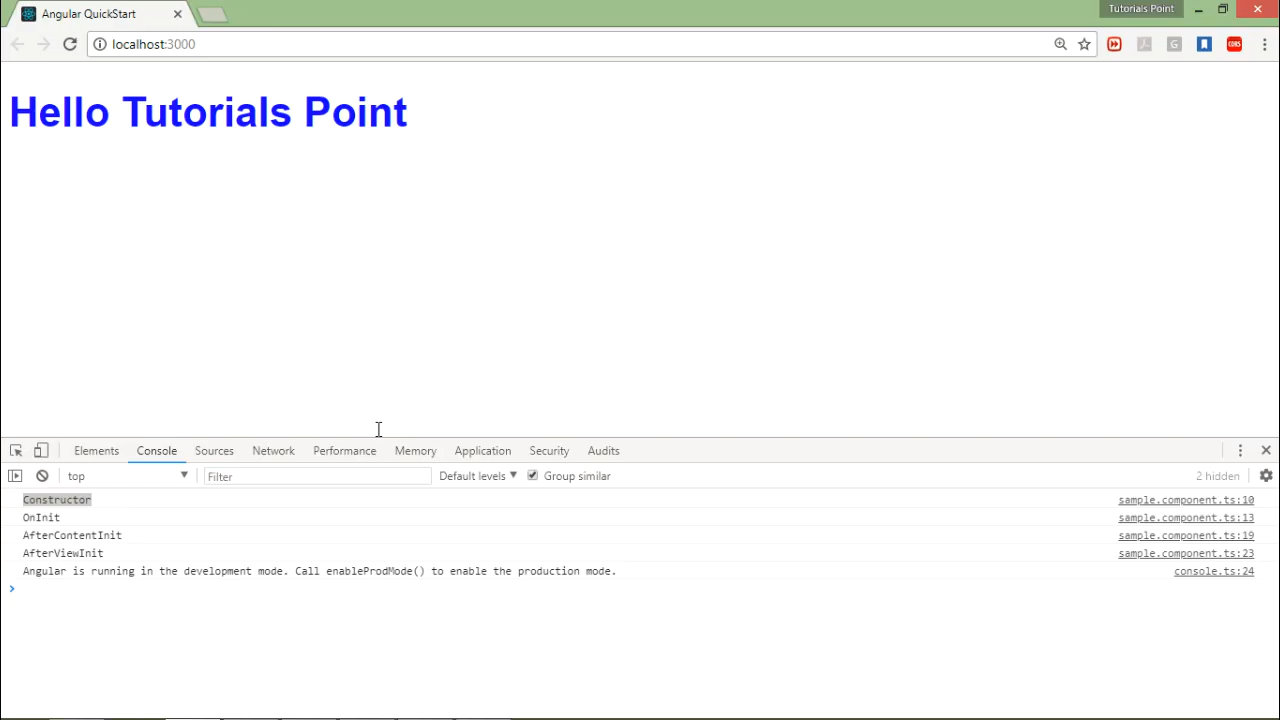 Angular QuickStart
Tutorials Point
localhost:3000
G
CORS
Hello Tutorials Point
Elements Console Sources Network Performance Memory Application Security Audits
top Filter Default levels Group similar 2 hidden
Constructor sample.component.ts:10
OnInit sample.component.ts:13
AfterContentInit sample.component.ts:19
AfterViewInit sample.component.ts:23
Angular is running in the development mode. Call enableProdMode() to enable the production mode. console.ts:24